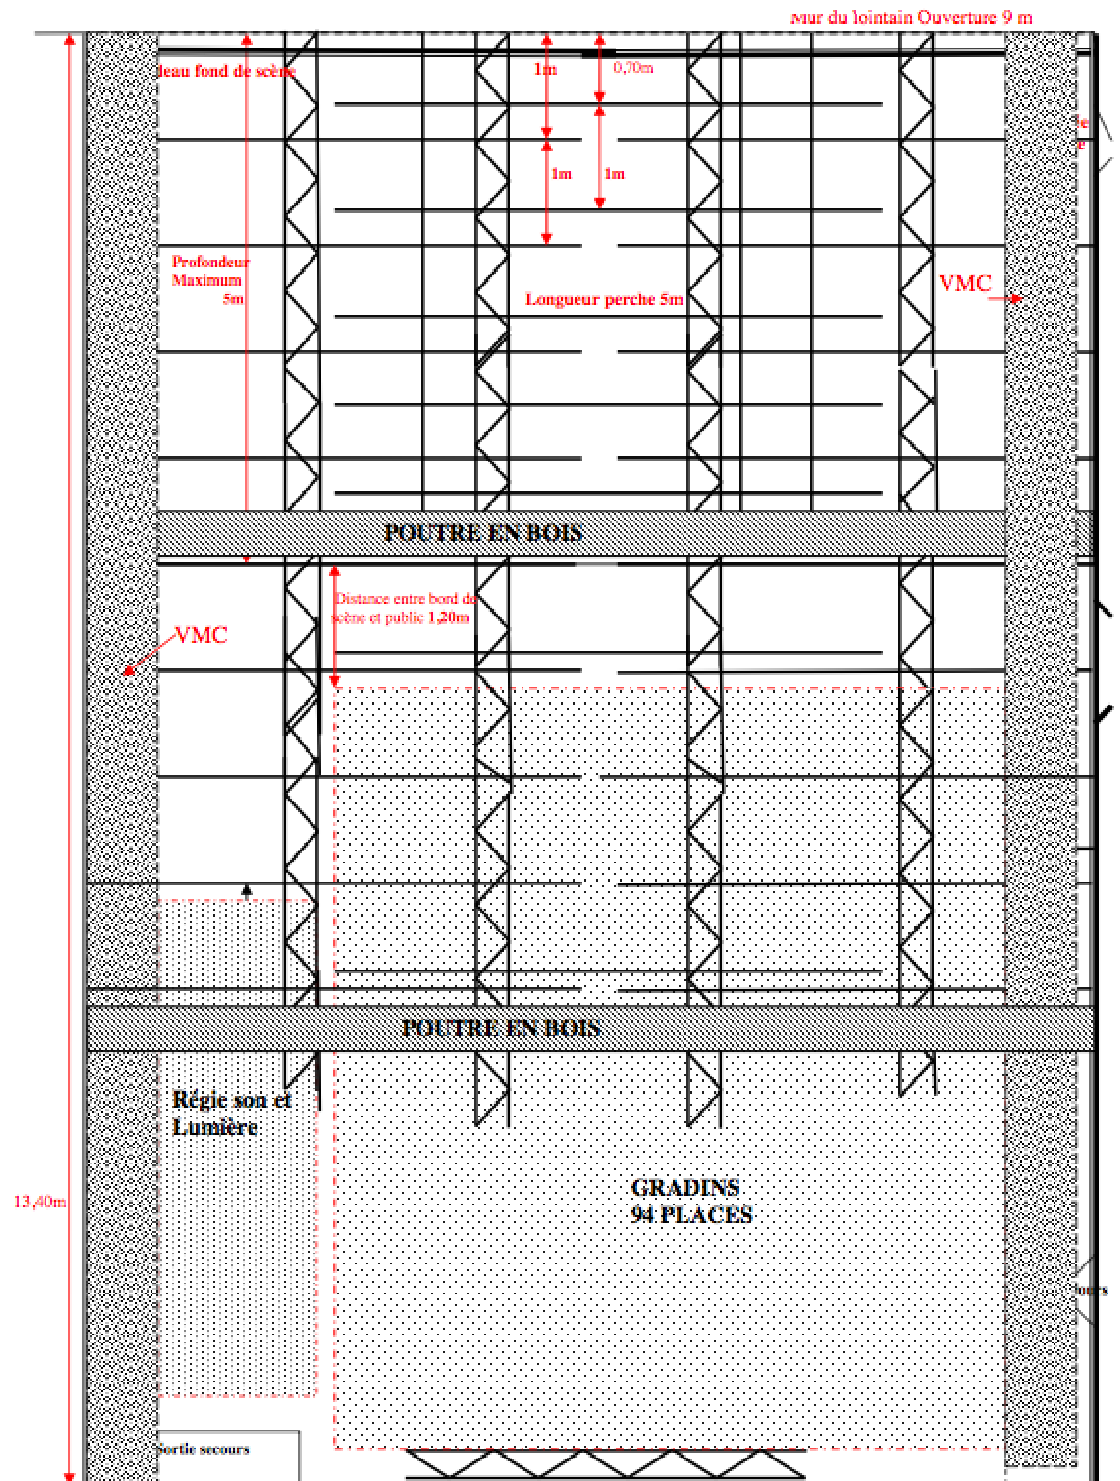 Mur du lointain Ouverture 9 m
deau fond de scène
1m
0,70m
1m
1m
Profondeur
Maximum
5m
Longueur perche 5m
VMC
POUTRE EN BOIS
Distance entre bord de
scène et public 1,20m
VMC
POUTRE EN BOIS
Régie son et
Lumière
GRADINS
94 PLACES
13,40m
Sortie secours